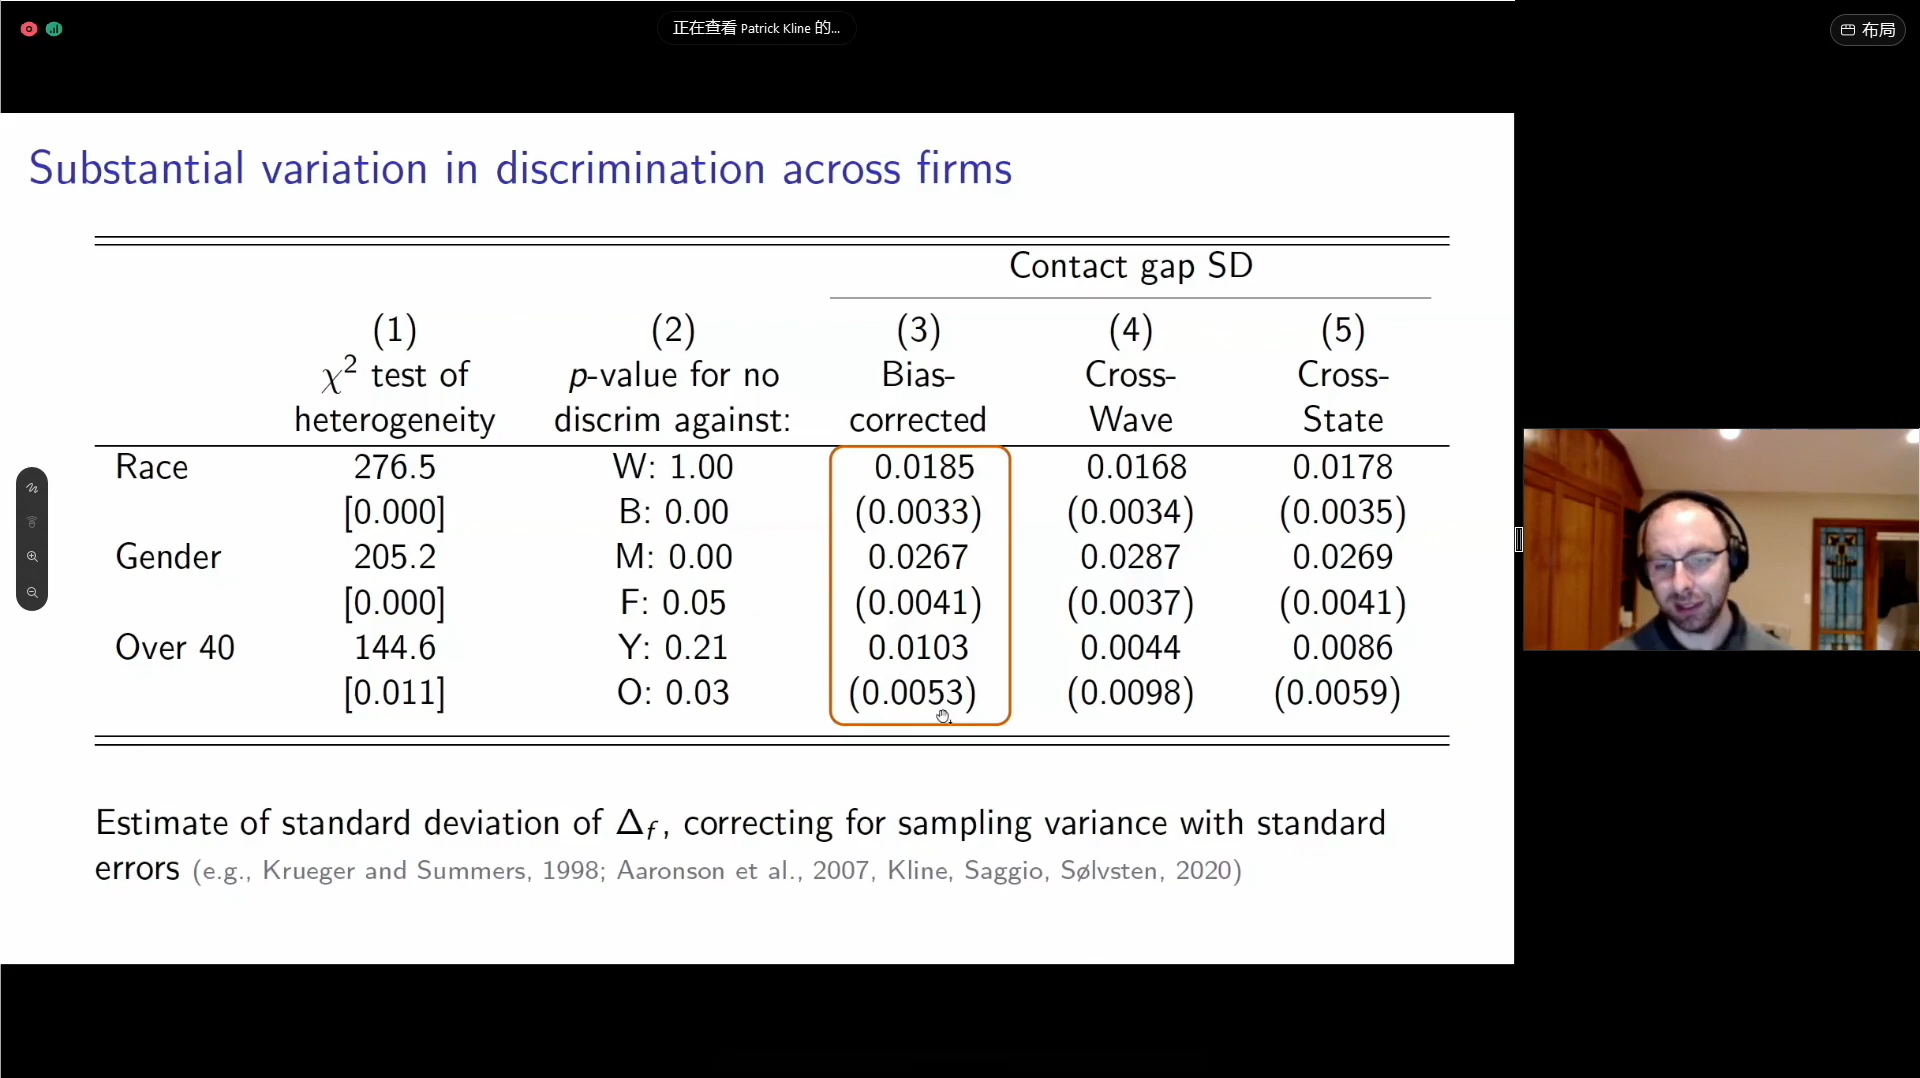 正在查看 Patrick Kline 的...
布局
Substantial variation in discrimination across firms
Contact gap SD
(1) (2) (3) (4) (5)
χ² test of p-value for no Bias- Cross- Cross-
heterogeneity discrim against: corrected Wave State
Race 276.5 W: 1.00 0.0185 0.0168 0.0178
[0.000] B: 0.00 (0.0033) (0.0034) (0.0035)
Gender 205.2 M: 0.00 0.0267 0.0287 0.0269
[0.000] F: 0.05 (0.0041) (0.0037) (0.0041)
Over 40 144.6 Y: 0.21 0.0103 0.0044 0.0086
[0.011] O: 0.03 (0.0053) (0.0098) (0.0059)
Estimate of standard deviation of Δf, correcting for sampling variance with standard
errors (e.g., Krueger and Summers, 1998; Aaronson et al., 2007, Kline, Saggio, Sølvsten, 2020)